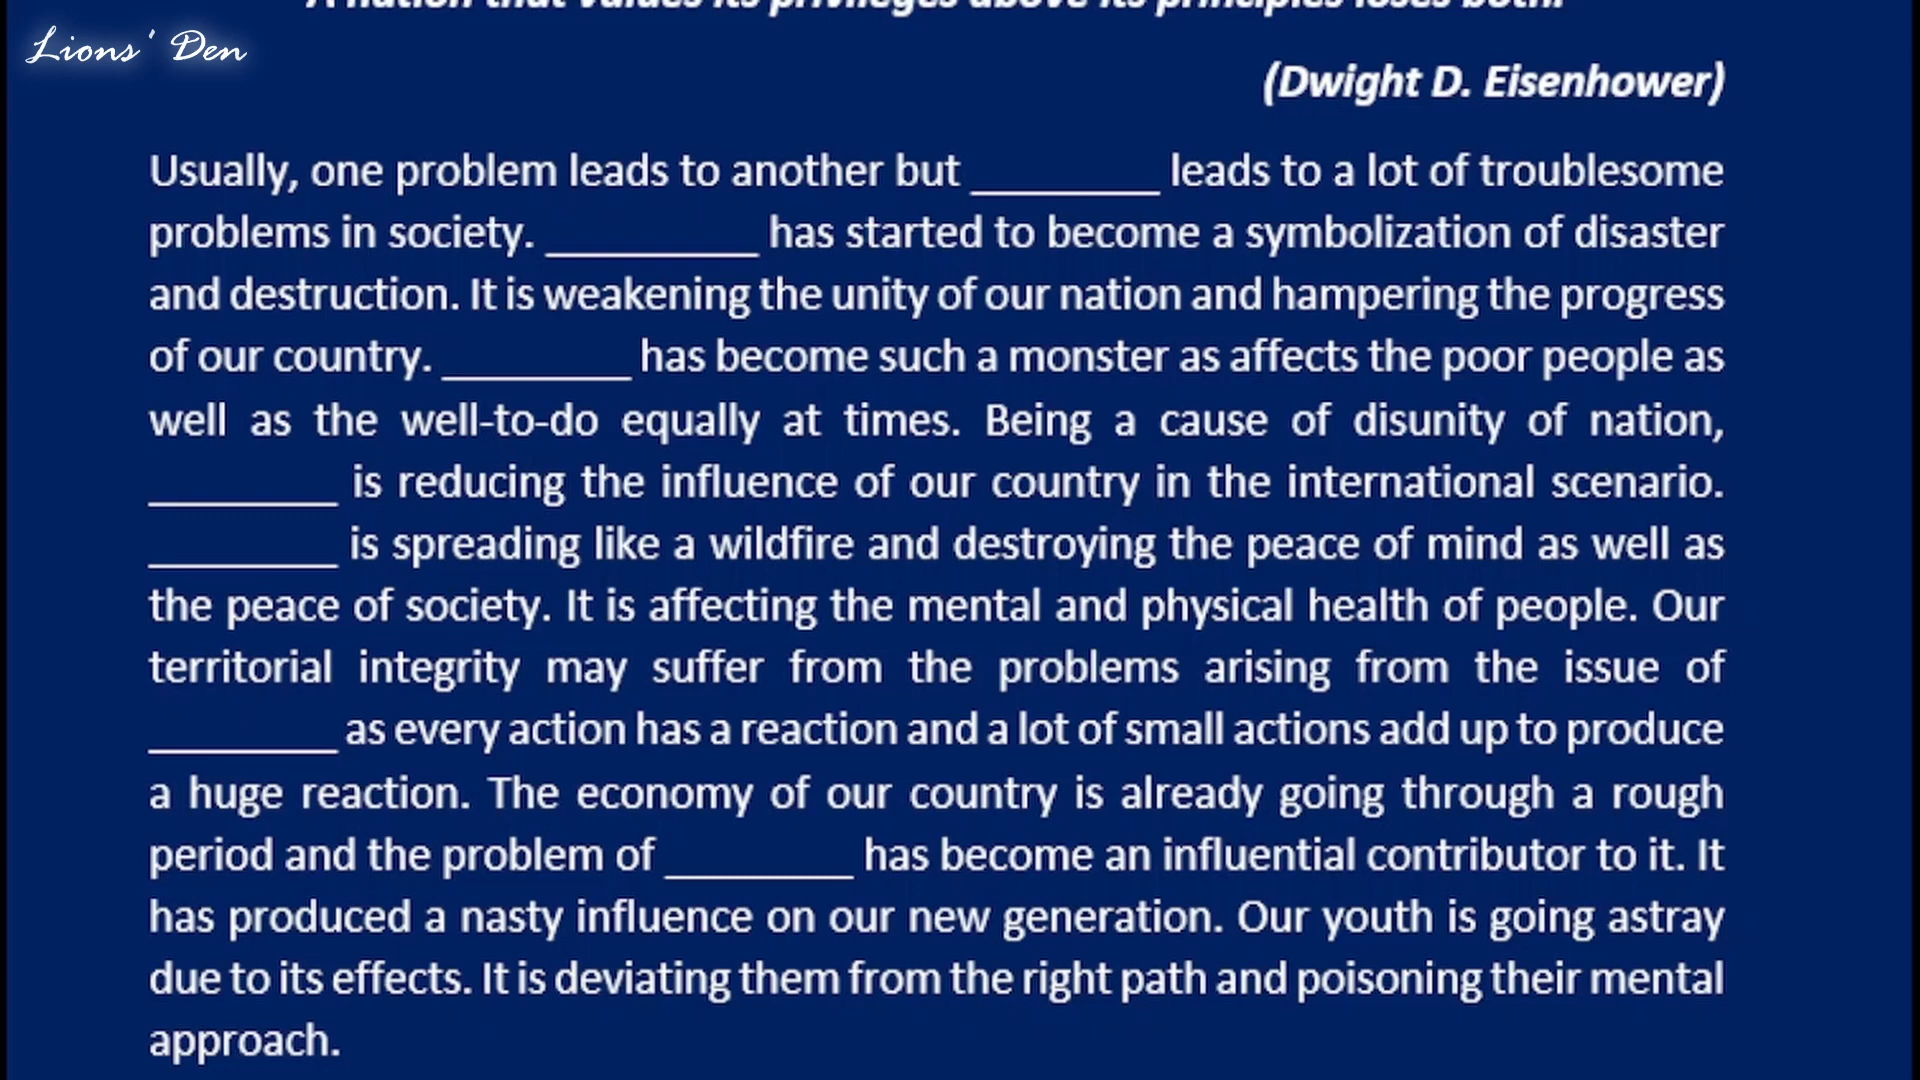 A nation that values its privileges above its principles loses both.
Lions' Den
(Dwight D. Eisenhower)
Usually, one problem leads to another but ________ leads to a lot of troublesome
problems in society. _________ has started to become a symbolization of disaster
and destruction. It is weakening the unity of our nation and hampering the progress
of our country. ________ has become such a monster as affects the poor people as
well as the well-to-do equally at times. Being a cause of disunity of nation,
________ is reducing the influence of our country in the international scenario.
________ is spreading like a wildfire and destroying the peace of mind as well as
the peace of society. It is affecting the mental and physical health of people. Our
territorial integrity may suffer from the problems arising from the issue of
________ as every action has a reaction and a lot of small actions add up to produce
a huge reaction. The economy of our country is already going through a rough
period and the problem of ________ has become an influential contributor to it. It
has produced a nasty influence on our new generation. Our youth is going astray
due to its effects. It is deviating them from the right path and poisoning their mental
approach.